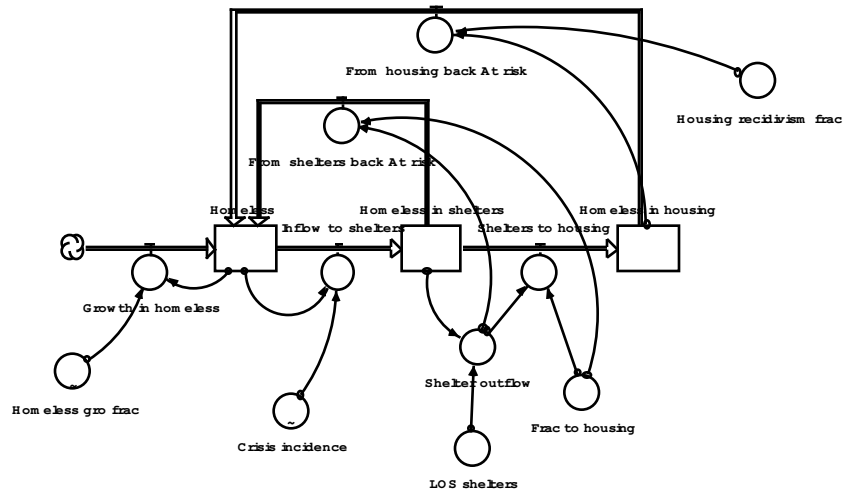 From housing back At risk
Housing recidivism frac
From shelters back At risk
Homeless
Homeless in shelters
Homeless in housing
Inflow to shelters
Shelters to housing
Growth in homeless
~
Shelter outflow
Homeless gro frac
~
Frac to housing
Crisis incidence
LOS shelters